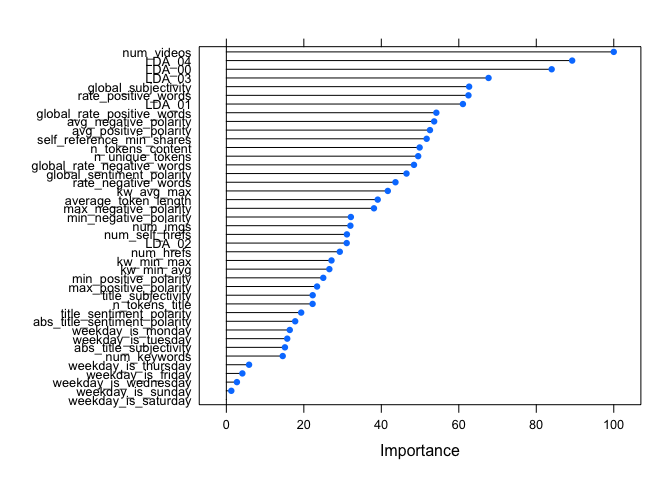 num_videos
LDA_04
LDA_00
LDA_03
global_subjectivity
rate_positive_words
LDA_01
global_rate_positive_words
avg_negative_polarity
avg_positive_polarity
self_reference_min_shares
n_tokens_content
n_unique_tokens
global_rate_negative_words
global_sentiment_polarity
rate_negative_words
kw_avg_max
average_token_length
max_negative_polarity
min_negative_polarity
num_imgs
num_self_hrefs
LDA_02
num_hrefs
kw_min_max
kw_min_avg
min_positive_polarity
max_positive_polarity
title_subjectivity
n_tokens_title
title_sentiment_polarity
abs_title_sentiment_polarity
weekday_is_monday
weekday_is_tuesday
abs_title_subjectivity
num_keywords
weekday_is_thursday
weekday_is_friday
weekday_is_wednesday
weekday_is_sunday
weekday_is_saturday
0 20 40 60 80 100
Importance